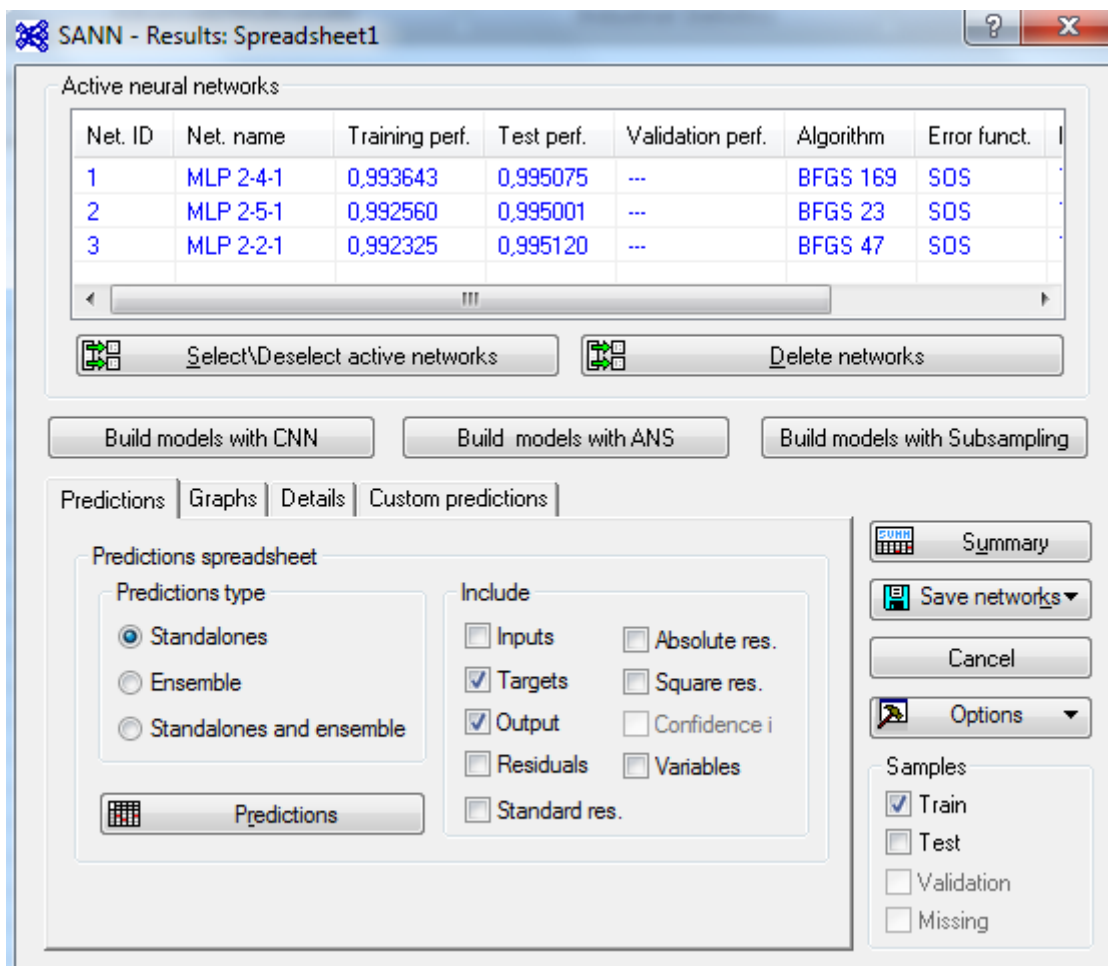 SANN - Results: Spreadsheet1
?
X
Active neural networks
Net. ID Net. name Training perf. Test perf. Validation perf. Algorithm Error funct.
1 MLP 2-4-1 0,993643 0,995075 --- BFGS 169 SOS
2 MLP 2-5-1 0,992560 0,995001 --- BFGS 23 SOS
3 MLP 2-2-1 0,992325 0,995120 --- BFGS 47 SOS
Select\Deselect active networks Delete networks
Build models with CNN Build models with ANS Build models with Subsampling
Predictions Graphs Details Custom predictions
Predictions spreadsheet
Predictions type
Standalones
Ensemble
Standalones and ensemble
Predictions
Include
Inputs
Targets
Output
Residuals
Standard res.
Absolute res.
Square res.
Confidence i
Variables
SUMM
Summary
Save networks
Cancel
Options
Samples
Train
Test
Validation
Missing